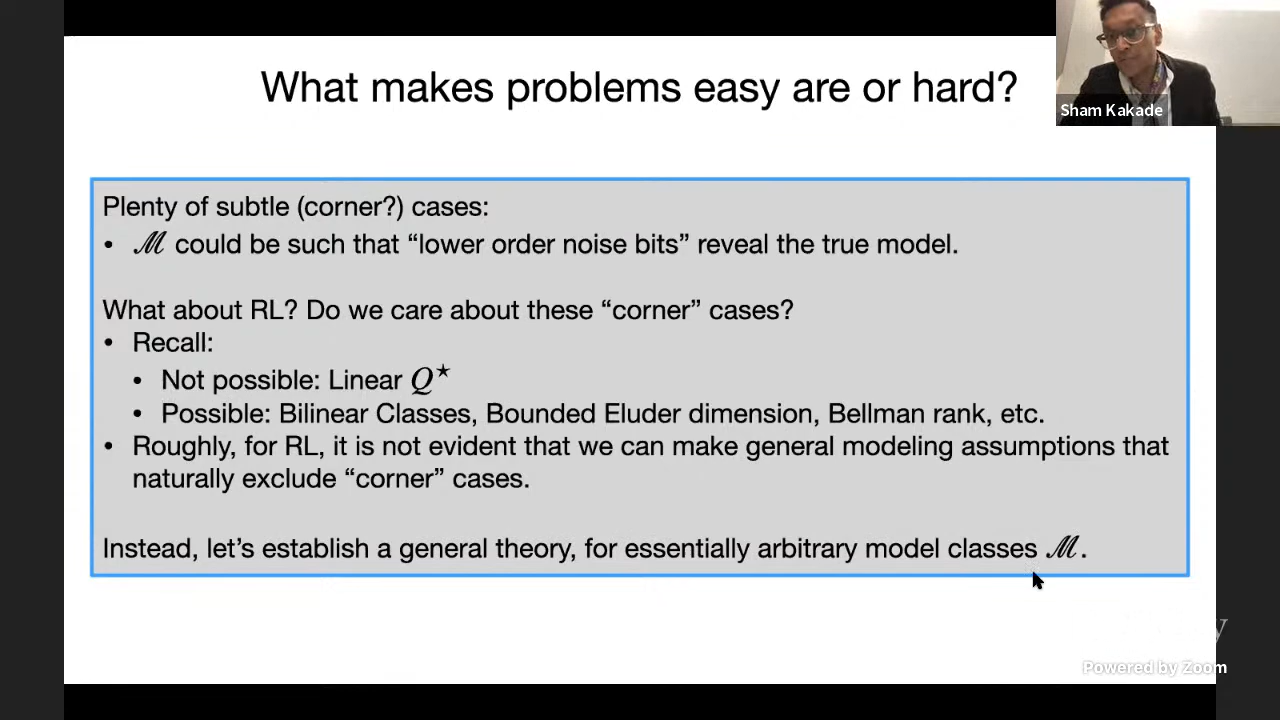 What makes problems easy are or hard?
Sham Kakade
Plenty of subtle (corner?) cases:
• ℳ could be such that “lower order noise bits” reveal the true model.
What about RL? Do we care about these “corner” cases?
• Recall:
• Not possible: Linear Q⋆
• Possible: Bilinear Classes, Bounded Eluder dimension, Bellman rank, etc.
• Roughly, for RL, it is not evident that we can make general modeling assumptions that
naturally exclude “corner” cases.
Instead, let’s establish a general theory, for essentially arbitrary model classes ℳ.
Powered by Zoom